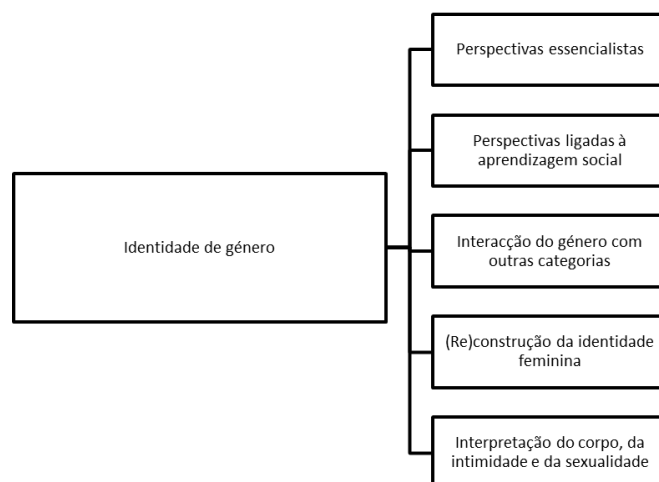 Perspectivas essencialistas
Perspectivas ligadas à
aprendizagem social
Identidade de género
Interacção do género com
outras categorias
(Re)construção da identidade
feminina
Interpretação do corpo, da
intimidade e da sexualidade